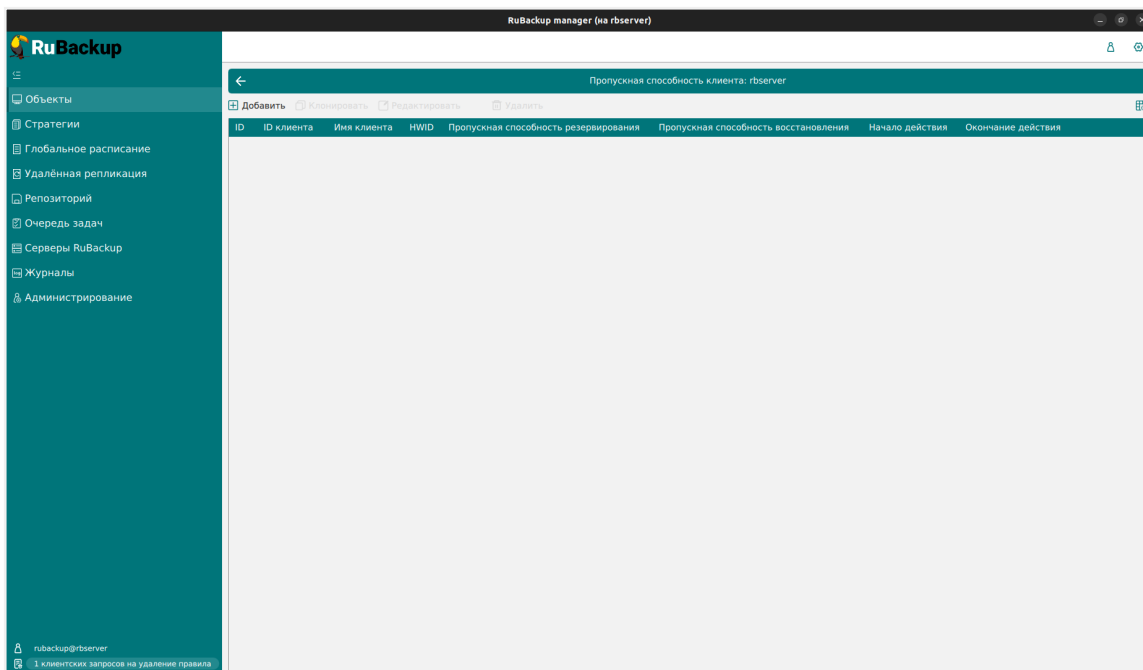 RuBackup manager (на rbserver)
RuBackup
Пропускная способность клиента: rbserver
Объекты
Добавить Клонировать Редактировать Удалить
Стратегии
ID ID клиента Имя клиента HWID Пропускная способность резервирования Пропускная способность восстановления Начало действия Окончание действия
Глобальное расписание
Удалённая репликация
Репозиторий
Очередь задач
Серверы RuBackup
Журналы
Администрирование
rubackup@rbserver
1 клиентских запросов на удаление правила